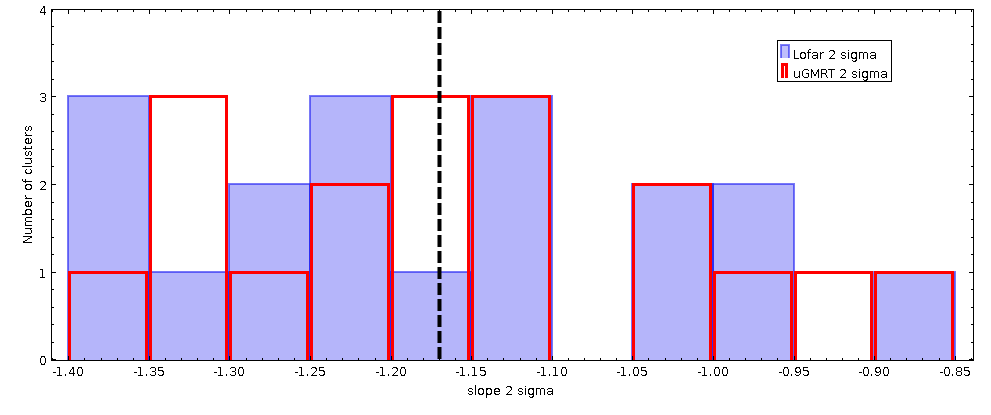 4
3
2
1
0
Number of clusters
Lofar 2 sigma
uGMRT 2 sigma
-1.40 -1.35 -1.30 -1.25 -1.20 -1.15 -1.10 -1.05 -1.00 -0.95 -0.90 -0.85
slope 2 sigma